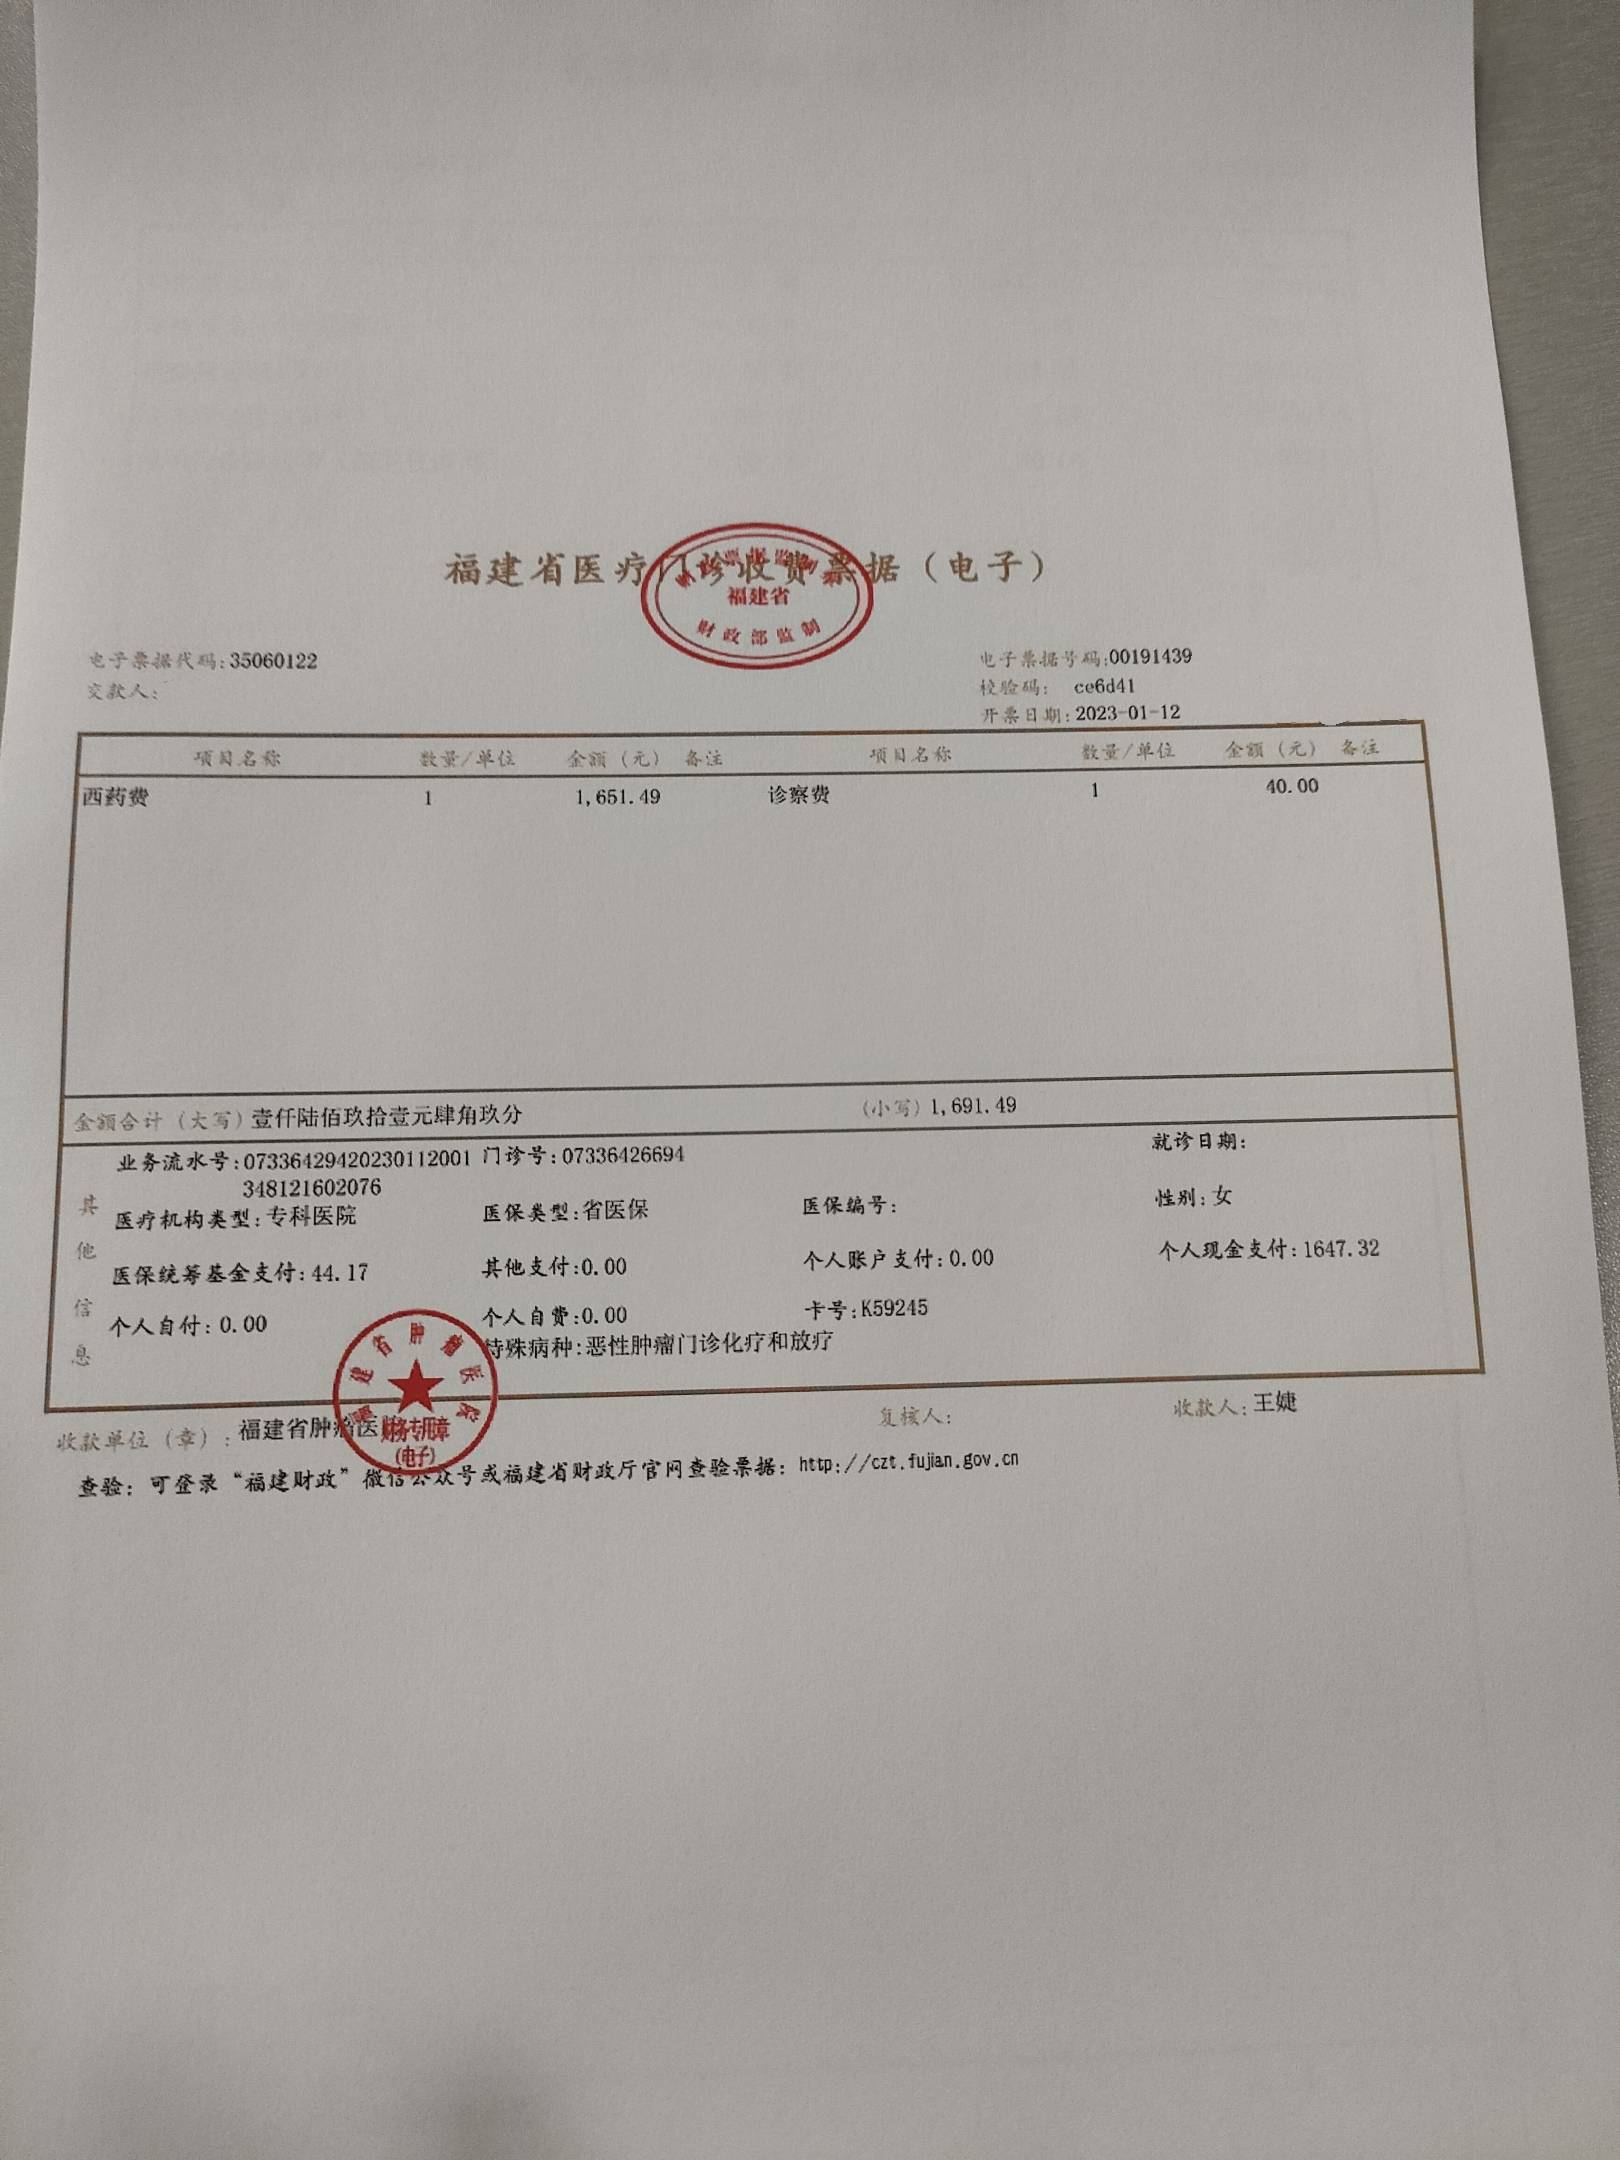 福建省医疗门诊收费票据（电子）
福建省
财政部监制
电子票据代码:35060122
电子票据号码:00191439
交款人:
校验码: ce6d41
开票日期:2023-01-12
项目名称 数量/单位 金额（元） 备注 项目名称 数量/单位 金额（元） 备注
西药费 1 1,651.49 诊察费 1 40.00
金额合计（大写）壹仟陆佰玖拾壹元肆角玖分 （小写）1,691.49
其他信息
业务流水号:07336429420230112001 门诊号:07336426694 就诊日期:
348121602076
医疗机构类型:专科医院 医保类型:省医保 医保编号: 性别:女
医保统筹基金支付:44.17 其他支付:0.00 个人账户支付:0.00 个人现金支付:1647.32
个人自付:0.00 个人自费:0.00 卡号:K59245
特殊病种:恶性肿瘤门诊化疗和放疗
收款单位（章）:福建省肿瘤医 复核人: 收款人:王婕
福建省肿瘤医院
财务专用章
(电子)
查验：可登录“福建财政”微信公众号或福建省财政厅官网查验票据：http://czt.fujian.gov.cn